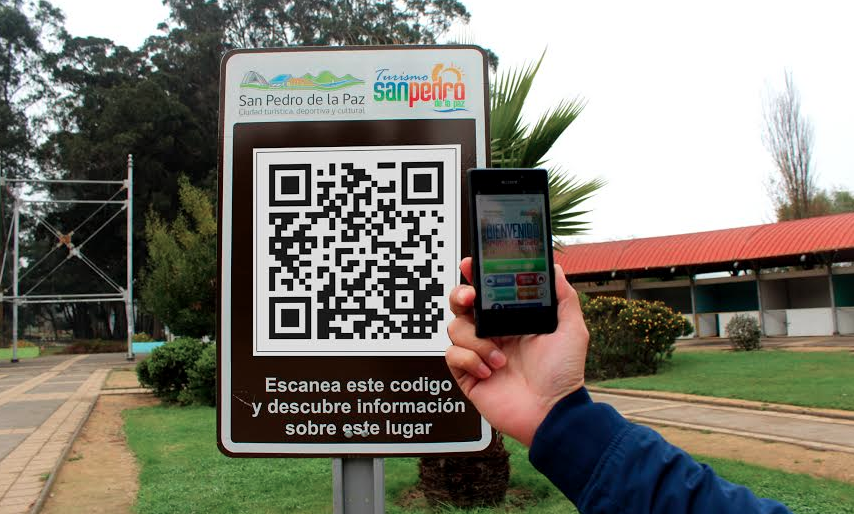 San Pedro de la Paz
Ciudad turística, deportiva y cultural
Turismo
sanpedro
de la paz
Escanea este codigo
y descubre información
sobre este lugar
SONY
BIENVENIDO